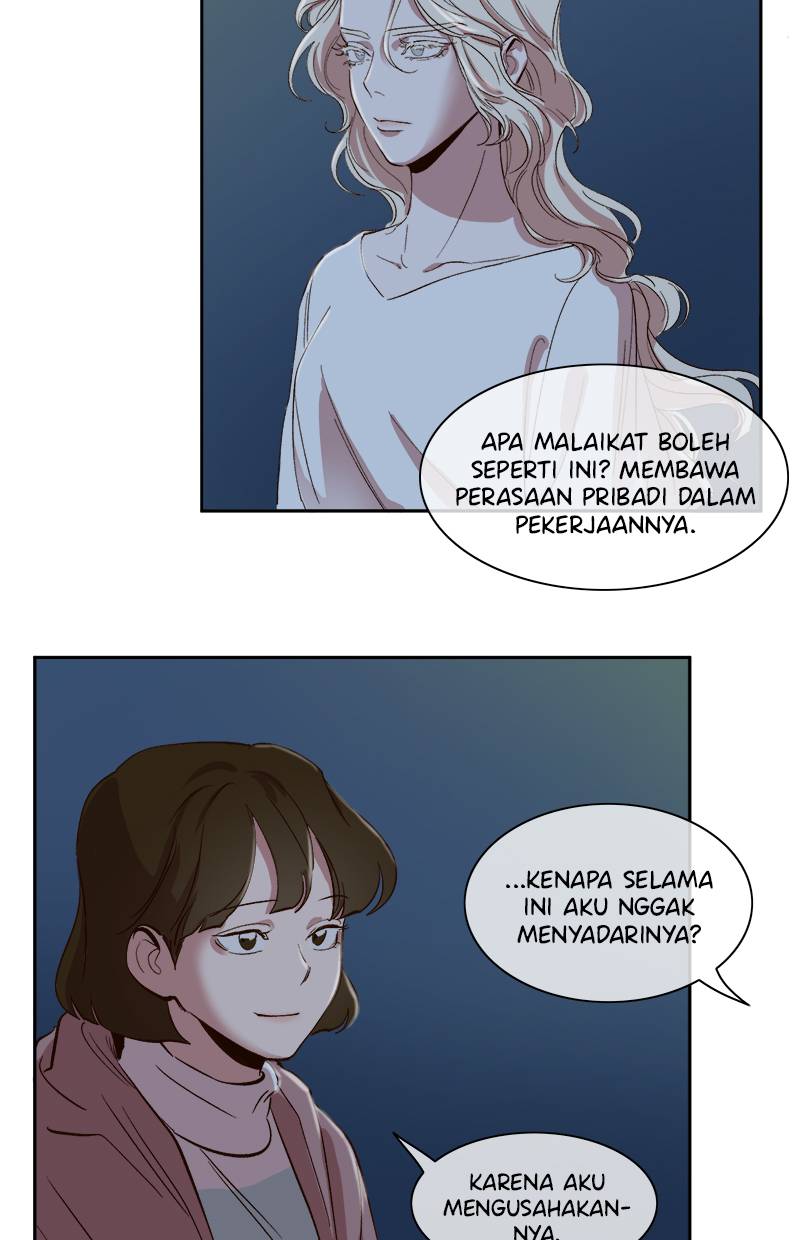 APA MALAIKAT BOLEH
SEPERTI INI? MEMBAWA
PERASAAN PRIBADI DALAM
PEKERJAANNYA.
...KENAPA SELAMA
INI AKU NGGAK
MENYADARINYA?
KARENA AKU
MENGUSAHAKAN-
NYA.